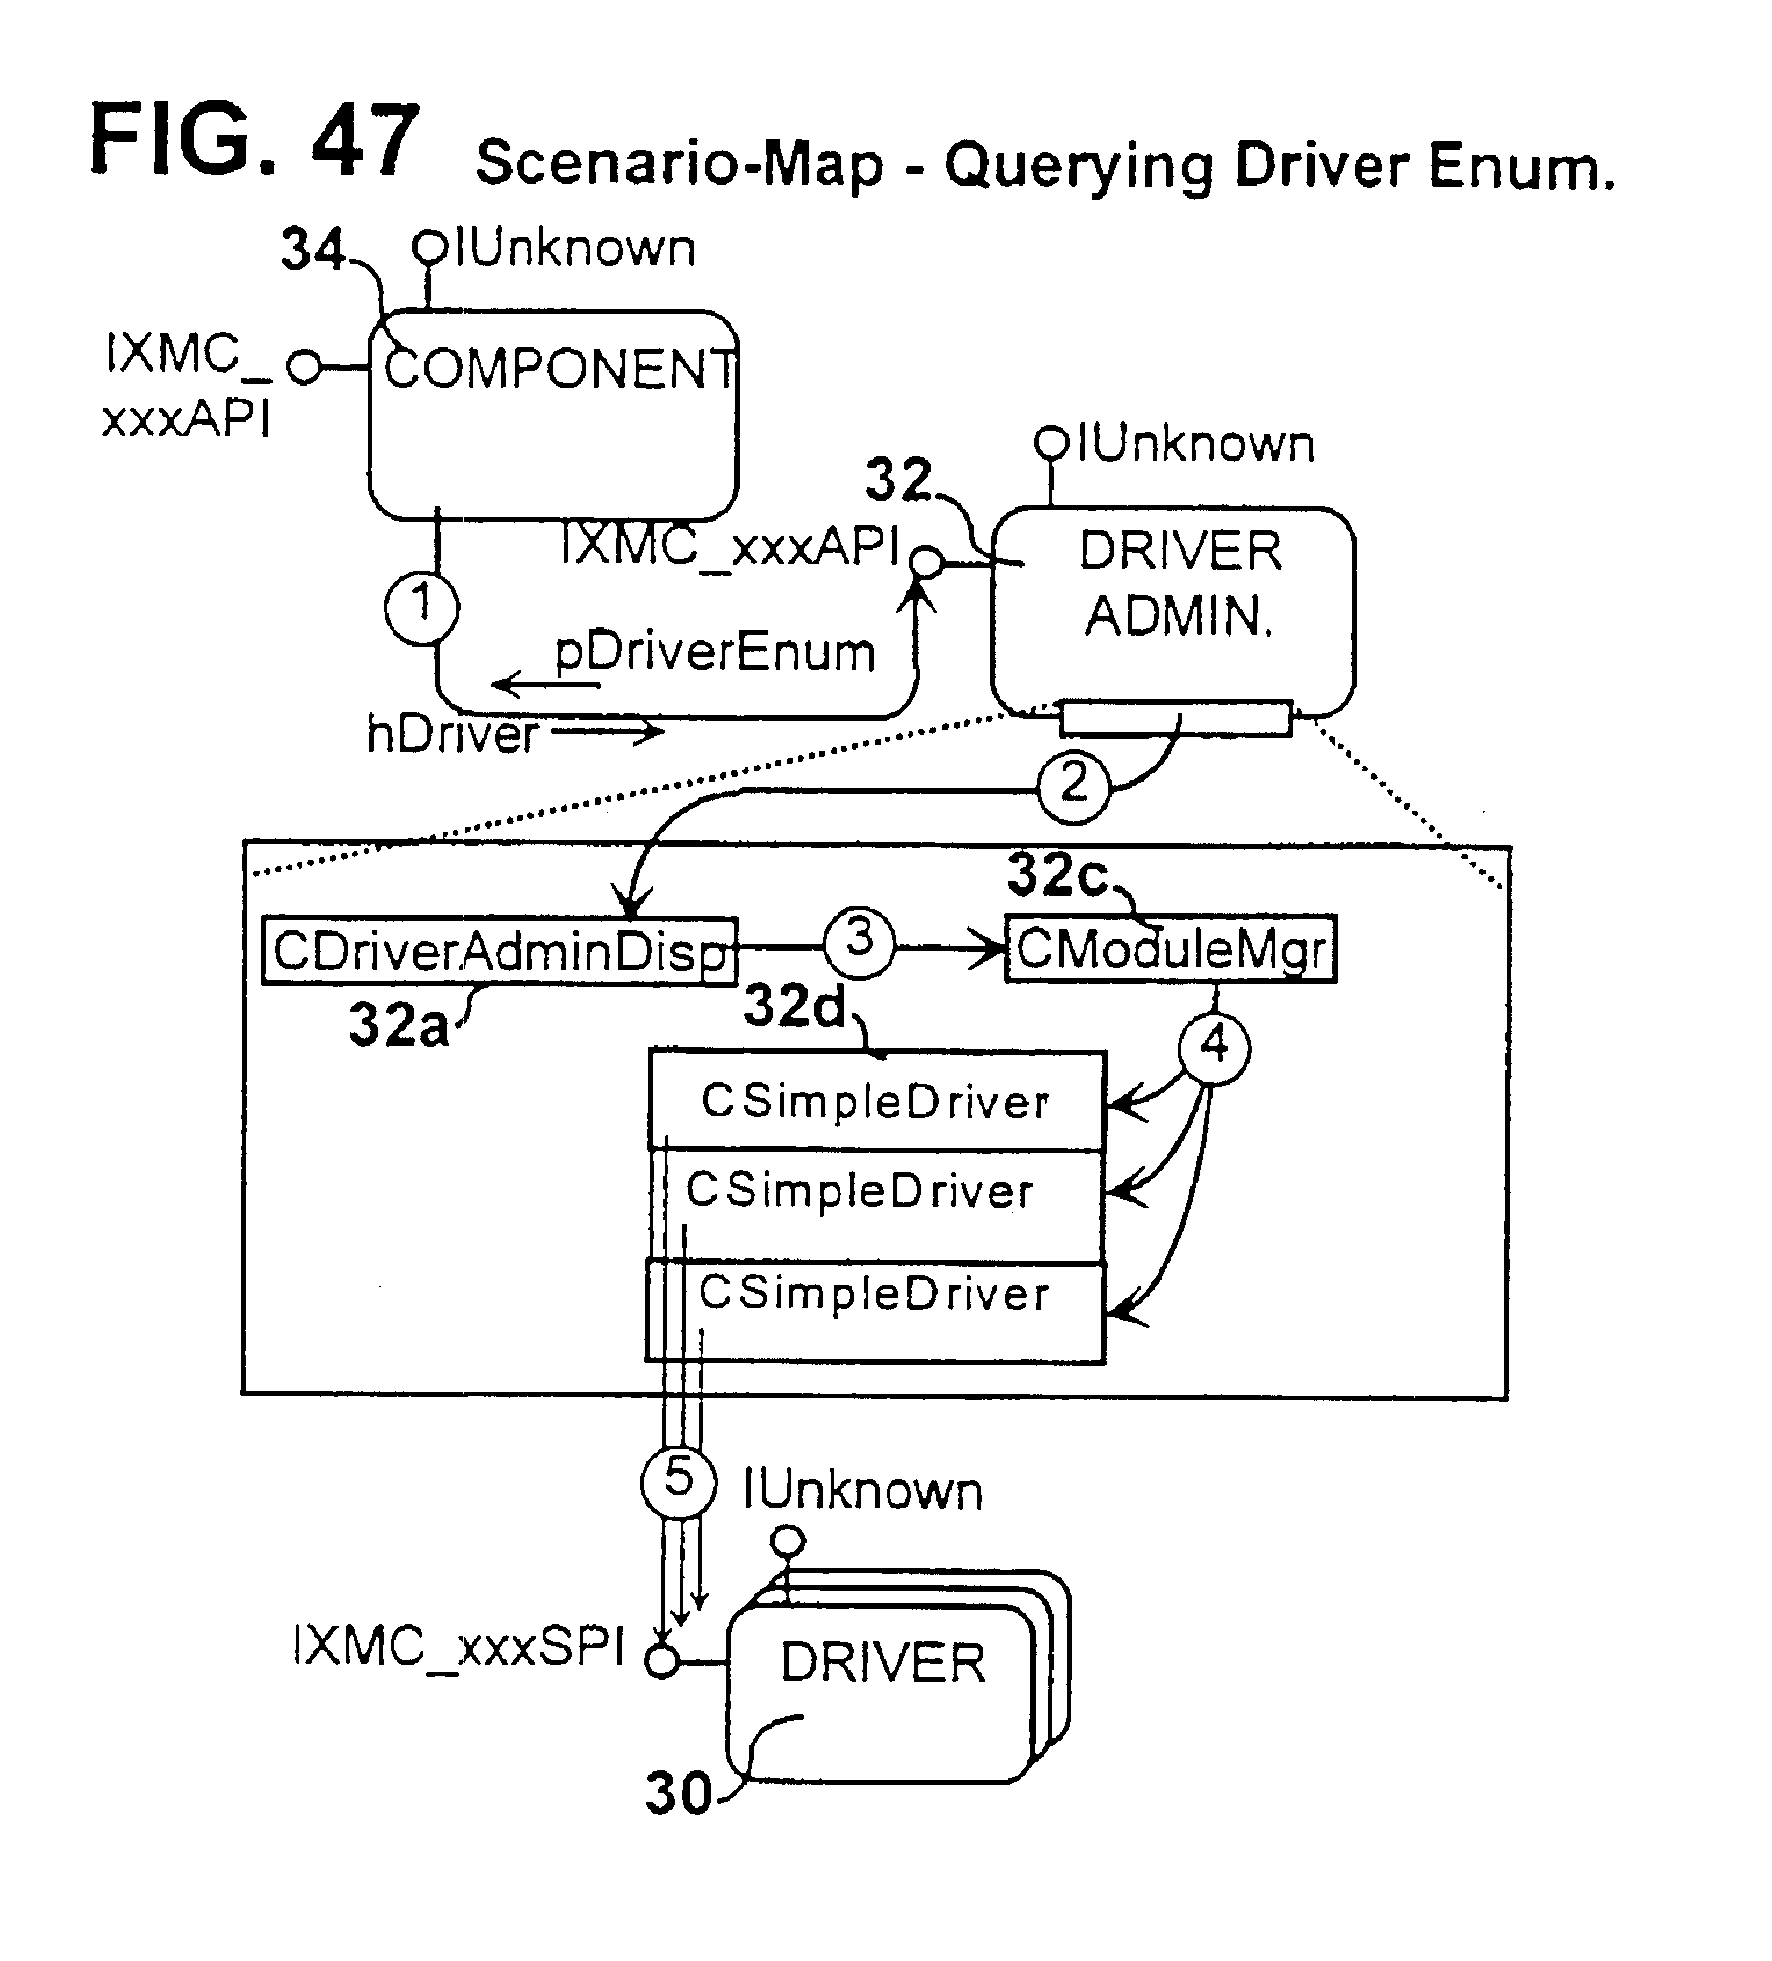 FIG. 47 Scenario-Map - Querying Driver Enum.
34
IUnknown
IXMC_
xxxAPI
COMPONENT
IUnknown
32
IXMC_xxxAPI
DRIVER
ADMIN.
1
pDriverEnum
hDriver
2
32c
CDriverAdminDisp
3
CModuleMgr
32a
32d
4
CSimpleDriver
CSimpleDriver
CSimpleDriver
5
IUnknown
IXMC_xxxSPI
DRIVER
30